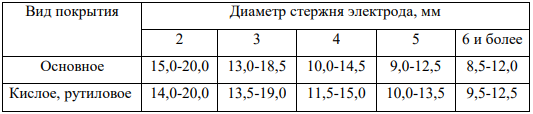 Вид покрытия Диаметр стержня электрода, мм
2 3 4 5 6 и более
Основное 15,0-20,0 13,0-18,5 10,0-14,5 9,0-12,5 8,5-12,0
Кислое, рутиловое 14,0-20,0 13,5-19,0 11,5-15,0 10,0-13,5 9,5-12,5